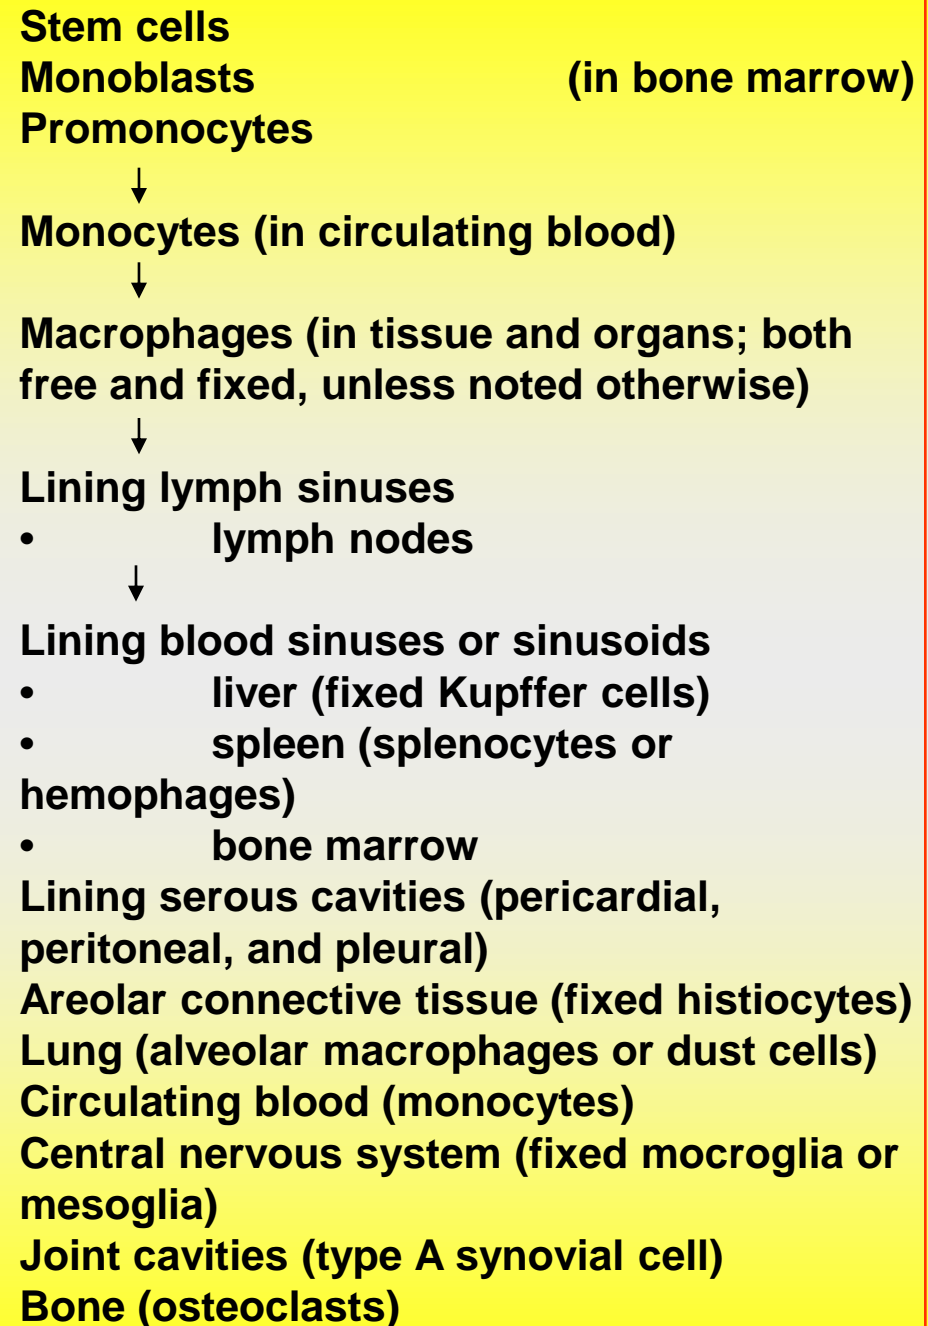 Stem cells
Monoblasts (in bone marrow)
Promonocytes
↓
Monocytes (in circulating blood)
↓
Macrophages (in tissue and organs; both
free and fixed, unless noted otherwise)
↓
Lining lymph sinuses
• lymph nodes
↓
Lining blood sinuses or sinusoids
• liver (fixed Kupffer cells)
• spleen (splenocytes or
hemophages)
• bone marrow
Lining serous cavities (pericardial,
peritoneal, and pleural)
Areolar connective tissue (fixed histiocytes)
Lung (alveolar macrophages or dust cells)
Circulating blood (monocytes)
Central nervous system (fixed mocroglia or
mesoglia)
Joint cavities (type A synovial cell)
Bone (osteoclasts)